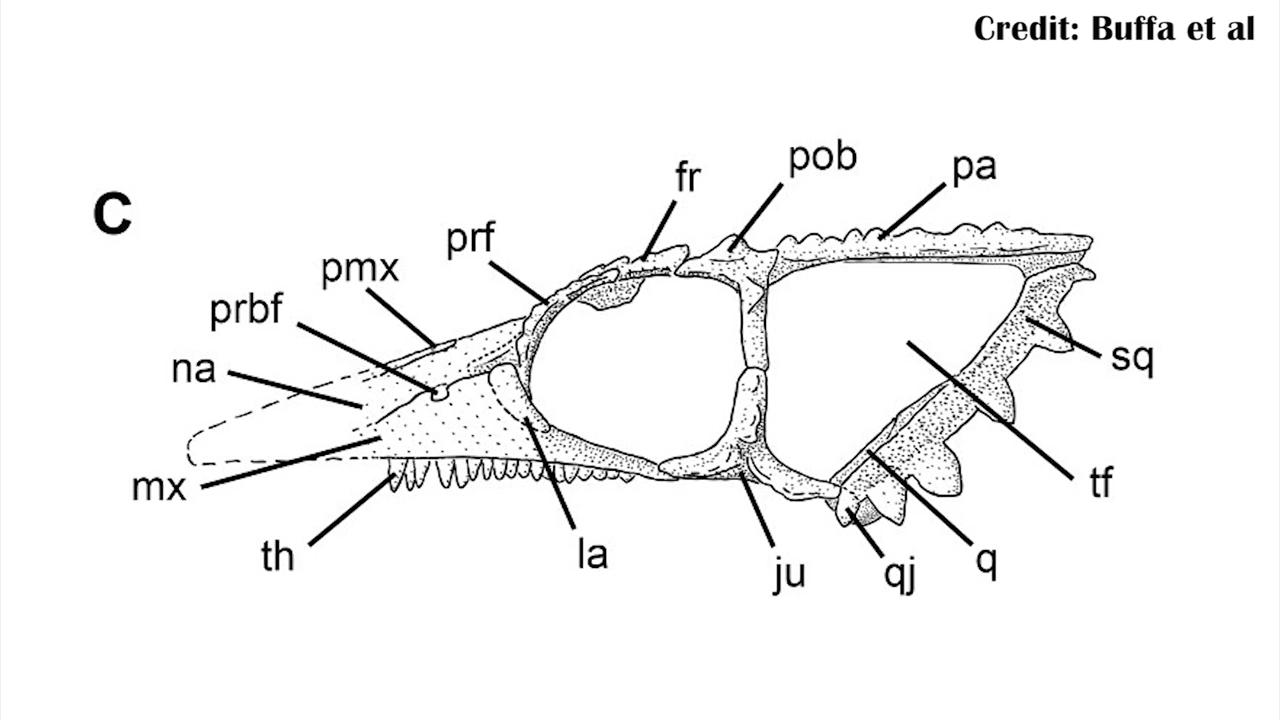 Credit: Buffa et al
C
fr
pob
pa
prf
pmx
prbf
na
sq
mx
tf
th
la
ju
qj
q